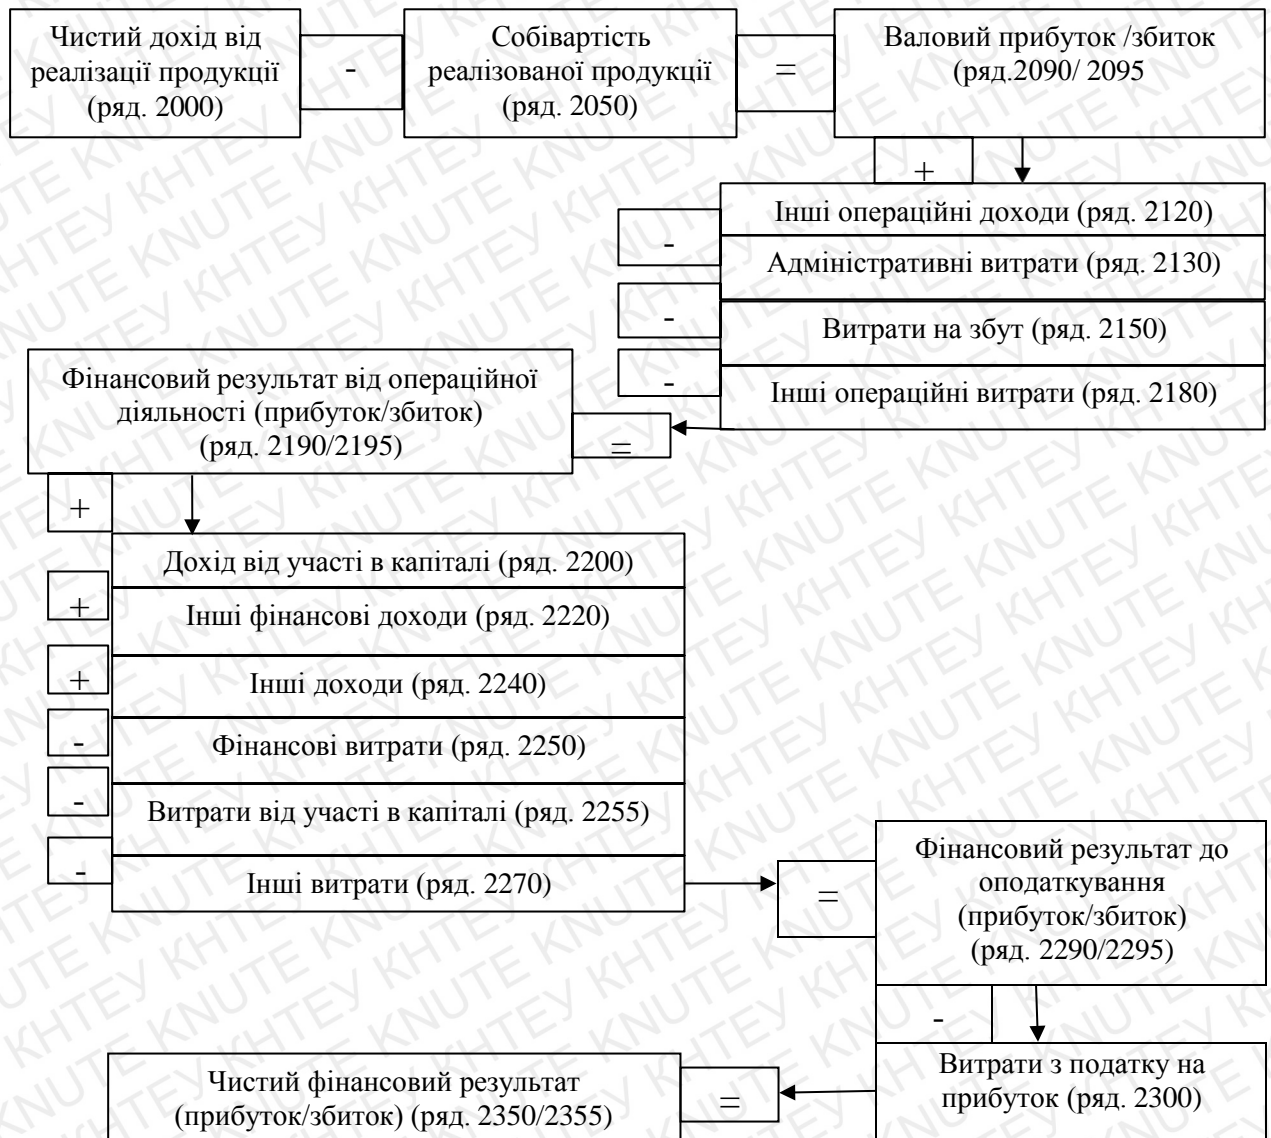 Чистий дохід від
реалізації продукції
(ряд. 2000)
-
Собівартість
реалізованої продукції
(ряд. 2050)
=
Валовий прибуток /збиток
(ряд.2090/ 2095
+
Інші операційні доходи (ряд. 2120)
-
Адміністративні витрати (ряд. 2130)
-
Витрати на збут (ряд. 2150)
-
Інші операційні витрати (ряд. 2180)
Фінансовий результат від операційної
діяльності (прибуток/збиток)
(ряд. 2190/2195)
=
+
Дохід від участі в капіталі (ряд. 2200)
+
Інші фінансові доходи (ряд. 2220)
+
Інші доходи (ряд. 2240)
-
Фінансові витрати (ряд. 2250)
-
Витрати від участі в капіталі (ряд. 2255)
-
Інші витрати (ряд. 2270)
=
Фінансовий результат до
оподаткування
(прибуток/збиток)
(ряд. 2290/2295)
-
Витрати з податку на
прибуток (ряд. 2300)
=
Чистий фінансовий результат
(прибуток/збиток) (ряд. 2350/2355)